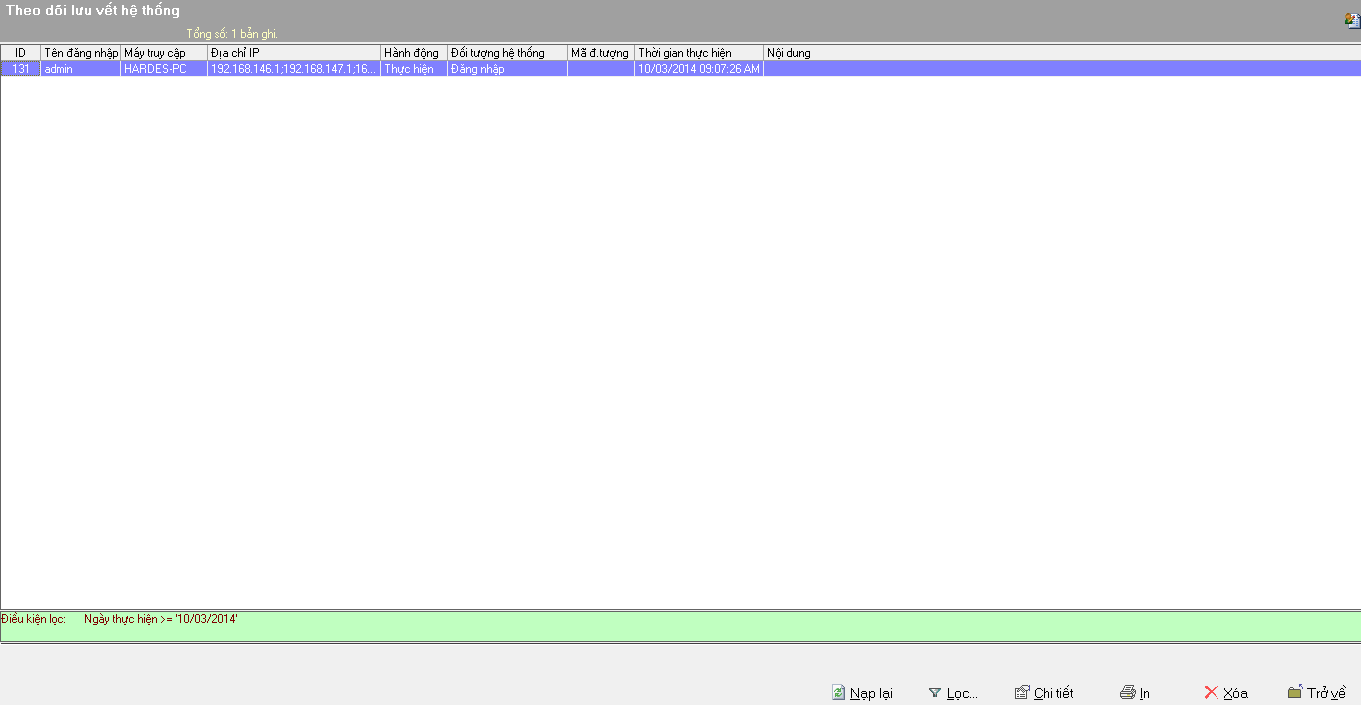 Theo dõi lưu vết hệ thống
Tổng số: 1 bản ghi.
ID Tên đăng nhập Máy truy cập Địa chỉ IP Hành động Đối tượng hệ thống Mã đ.tượng Thời gian thực hiện Nội dung
131 admin HARDES-PC 192.168.146.1;192.168.147.1;16... Thực hiện Đăng nhập 10/03/2014 09:07:26 AM
Điều kiện lọc: Ngày thực hiện >= '10/03/2014'
Nạp lại Lọc... Chi tiết In Xóa Trở về